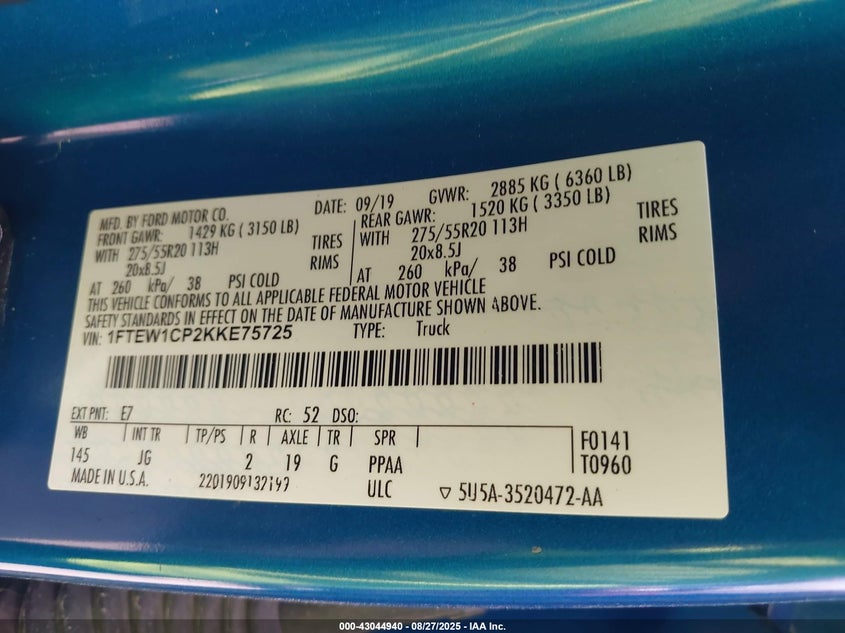 MFD. BY FORD MOTOR CO. DATE: 09/19 GVWR: 2885 KG ( 6360 LB)
FRONT GAWR: 1429 KG ( 3150 LB) REAR GAWR: 1520 KG ( 3350 LB)
WITH 275/55R20 113H TIRES WITH 275/55R20 113H TIRES
20x8.5J RIMS 20x8.5J RIMS
AT 260 kPa/ 38 PSI COLD AT 260 kPa/ 38 PSI COLD
THIS VEHICLE CONFORMS TO ALL APPLICABLE FEDERAL MOTOR VEHICLE
SAFETY STANDARDS IN EFFECT ON THE DATE OF MANUFACTURE SHOWN ABOVE.
VIN: 1FTEW1CP2KKE75725 TYPE: Truck
EXT PNT: E7 RC: 52 DSO:
WB INT TR TP/PS R AXLE TR SPR F0141
145 JG 2 19 G PPAA T0960
MADE IN U.S.A. ULC 5U5A-3520472-AA
000-43044940 - 08/27/2025 - IAA Inc.